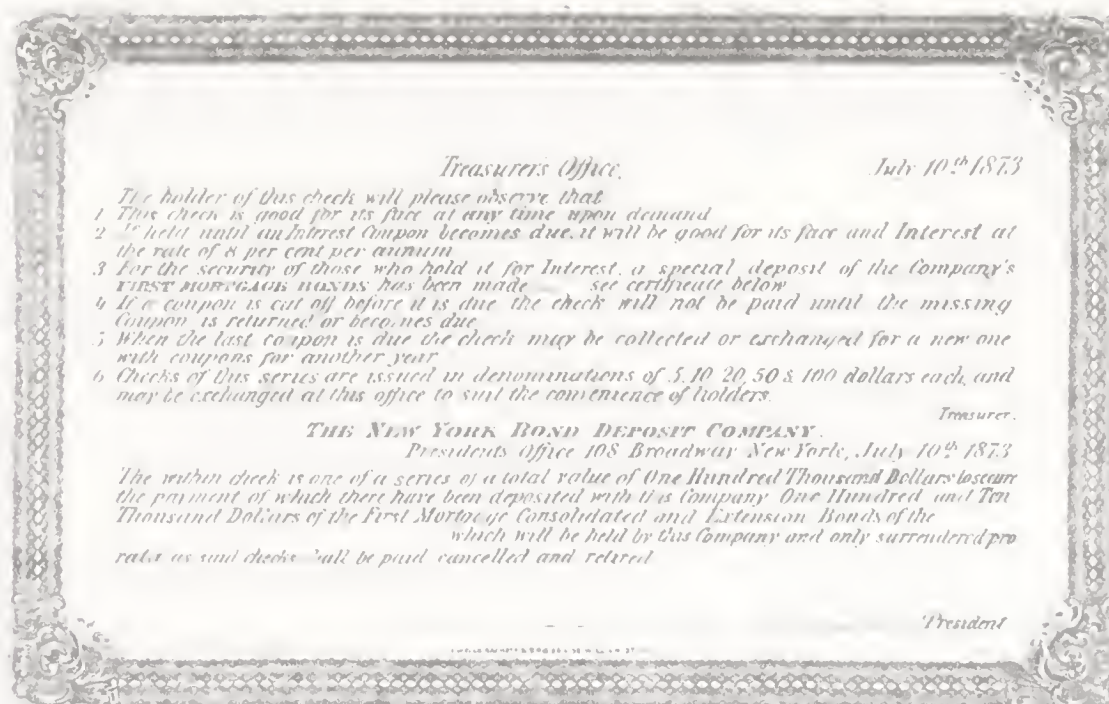 Treasurers Office, July 10th 1873
The holder of this check will please observe that
1 This check is good for its face at any time upon demand
2 If held until an Interest Coupon becomes due, it will be good for its face and Interest at
the rate of 8 per cent per annum
3 For the security of those who hold it for Interest, a special deposit of the Company's
FIRST MORTGAGE BONDS has been made see certificate below
4 If a coupon is cut off before it is due the check will not be paid until the missing
Coupon is returned or becomes due
5 When the last coupon is due the check may be collected or exchanged for a new one
with coupons for another year
6 Checks of this series are issued in denominations of 5, 10, 20, 50 & 100 dollars each, and
may be exchanged at this office to suit the convenience of holders.
Treasurer.
THE NEW YORK BOND DEPOSIT COMPANY.
Presidents Office 108 Broadway New York, July 10th 1873
The within check is one of a series of a total value of One Hundred Thousand Dollars to secure
the payment of which there have been deposited with this Company One Hundred and Ten
Thousand Dollars of the First Mortgage Consolidated and Extension Bonds of the
which will be held by this Company and only surrendered pro
rata as said checks shall be paid cancelled and retired
President